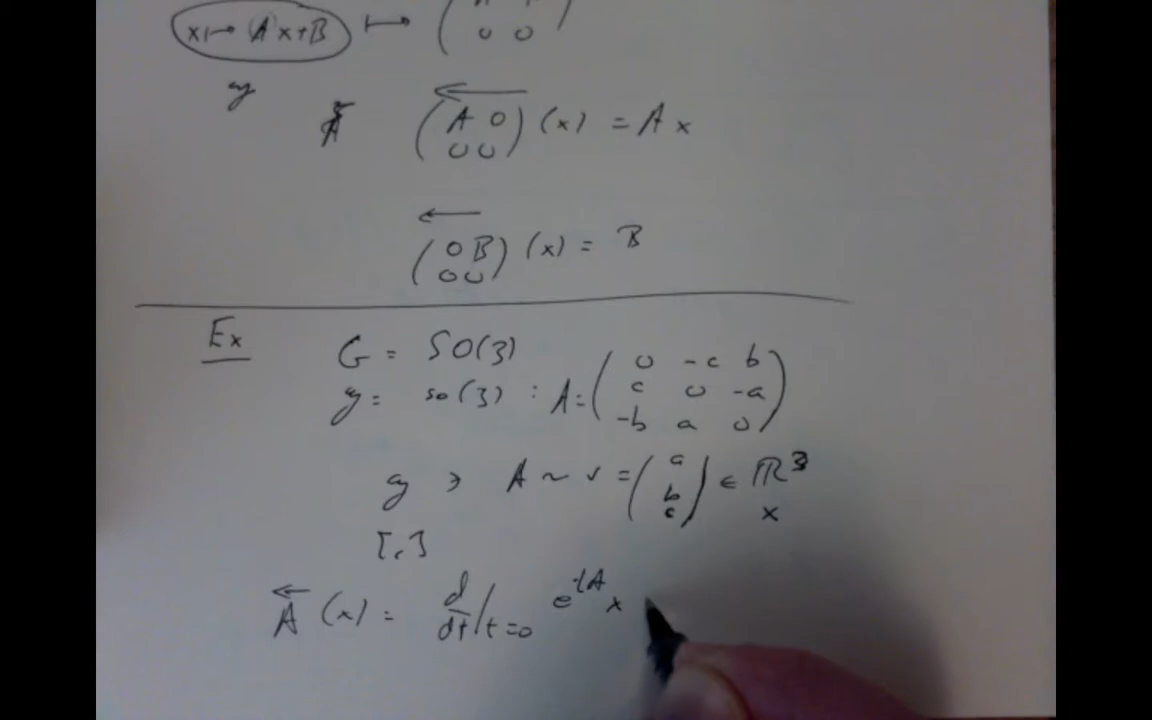 x ↦ Ax+B ↦ ( 0 0 )
𝔤
(A 0 / 0 0) (x) = A x
(0 B / 0 0) (x) = B
Ex G = SO(3)
𝔤 = so(3) : A = (0 -c b / c 0 -a / -b a 0)
𝔤 ∋ A ~ v = (a / b / c) ∈ ℝ³
[,] ×
A (x) = d/dt|t=0 e^{tA} x